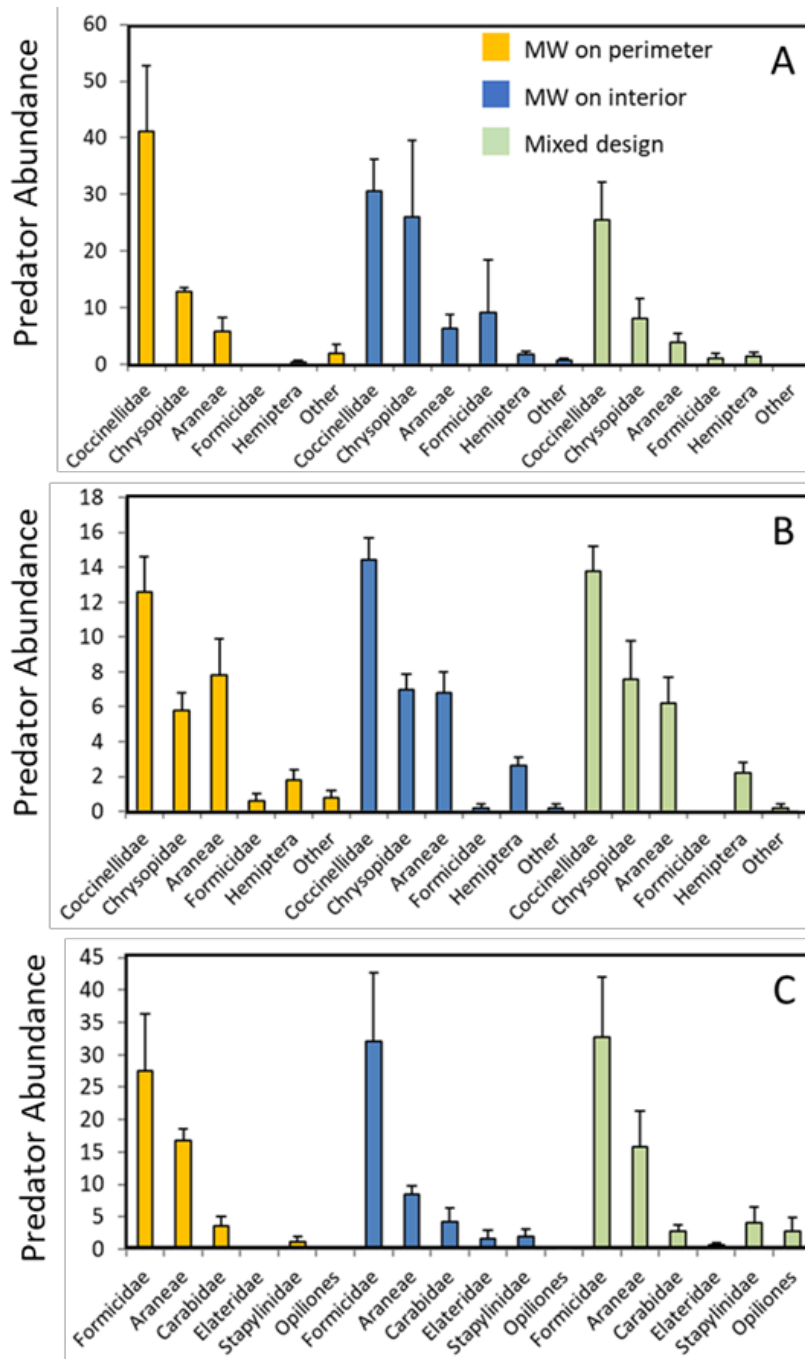 60
50
40
30
20
10
0
Predator Abundance
MW on perimeter
MW on interior
Mixed design
A
Coccinellidae
Chrysopidae
Araneae
Formicidae
Hemiptera
Other
Coccinellidae
Chrysopidae
Araneae
Formicidae
Hemiptera
Other
Coccinellidae
Chrysopidae
Araneae
Formicidae
Hemiptera
Other
18
16
14
12
10
8
6
4
2
0
Predator Abundance
B
Coccinellidae
Chrysopidae
Araneae
Formicidae
Hemiptera
Other
Coccinellidae
Chrysopidae
Araneae
Formicidae
Hemiptera
Other
Coccinellidae
Chrysopidae
Araneae
Formicidae
Hemiptera
Other
45
40
35
30
25
20
15
10
5
0
Predator Abundance
C
Formicidae
Araneae
Carabidae
Elateridae
Stapylinidae
Opiliones
Formicidae
Araneae
Carabidae
Elateridae
Stapylinidae
Opiliones
Formicidae
Araneae
Carabidae
Elateridae
Stapylinidae
Opiliones